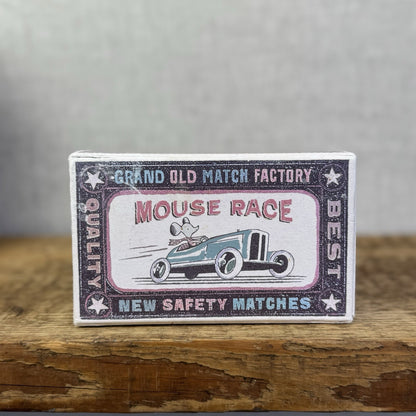 GRAND OLD MATCH FACTORY
MOUSE RACE
QUALITY
BEST
NEW SAFETY MATCHES